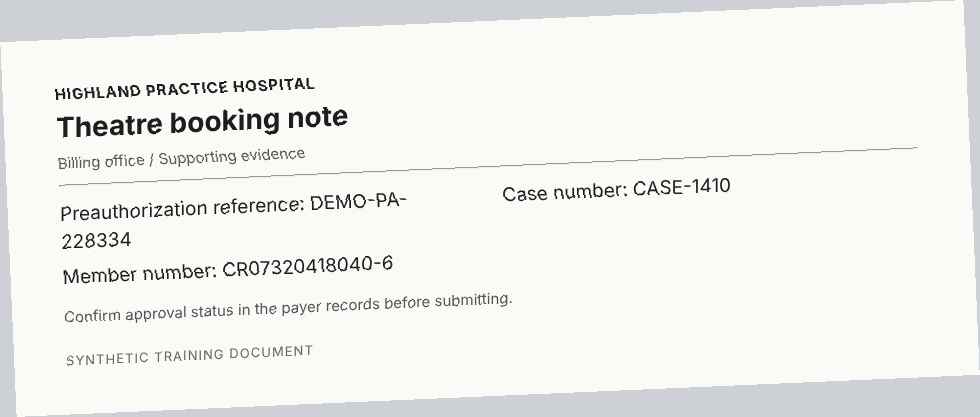 HIGHLAND PRACTICE HOSPITAL
Theatre booking note
Billing office / Supporting evidence
Preauthorization reference: DEMO-PA-
228334
Case number: CASE-1410
Member number: CR07320418040-6
Confirm approval status in the payer records before submitting.
SYNTHETIC TRAINING DOCUMENT